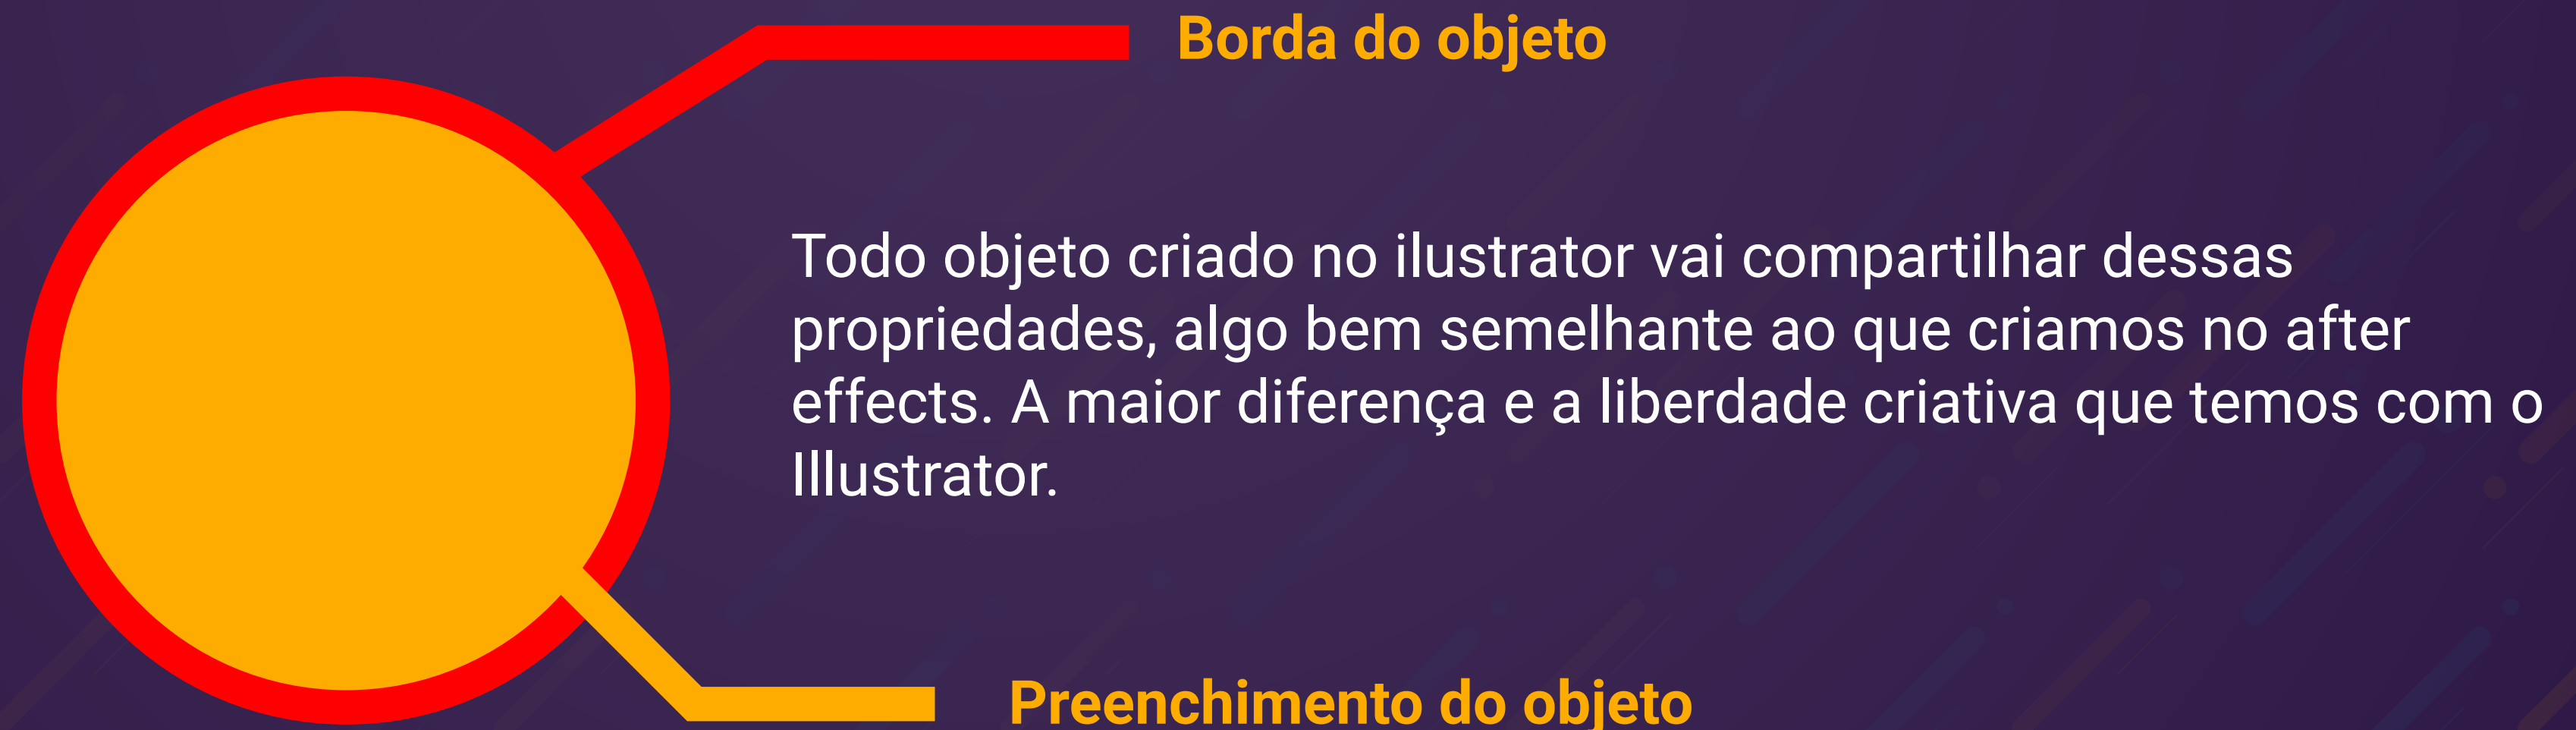 Borda do objeto
Todo objeto criado no ilustrator vai compartilhar dessas
propriedades, algo bem semelhante ao que criamos no after
effects. A maior diferença e a liberdade criativa que temos com o
Illustrator.
Preenchimento do objeto